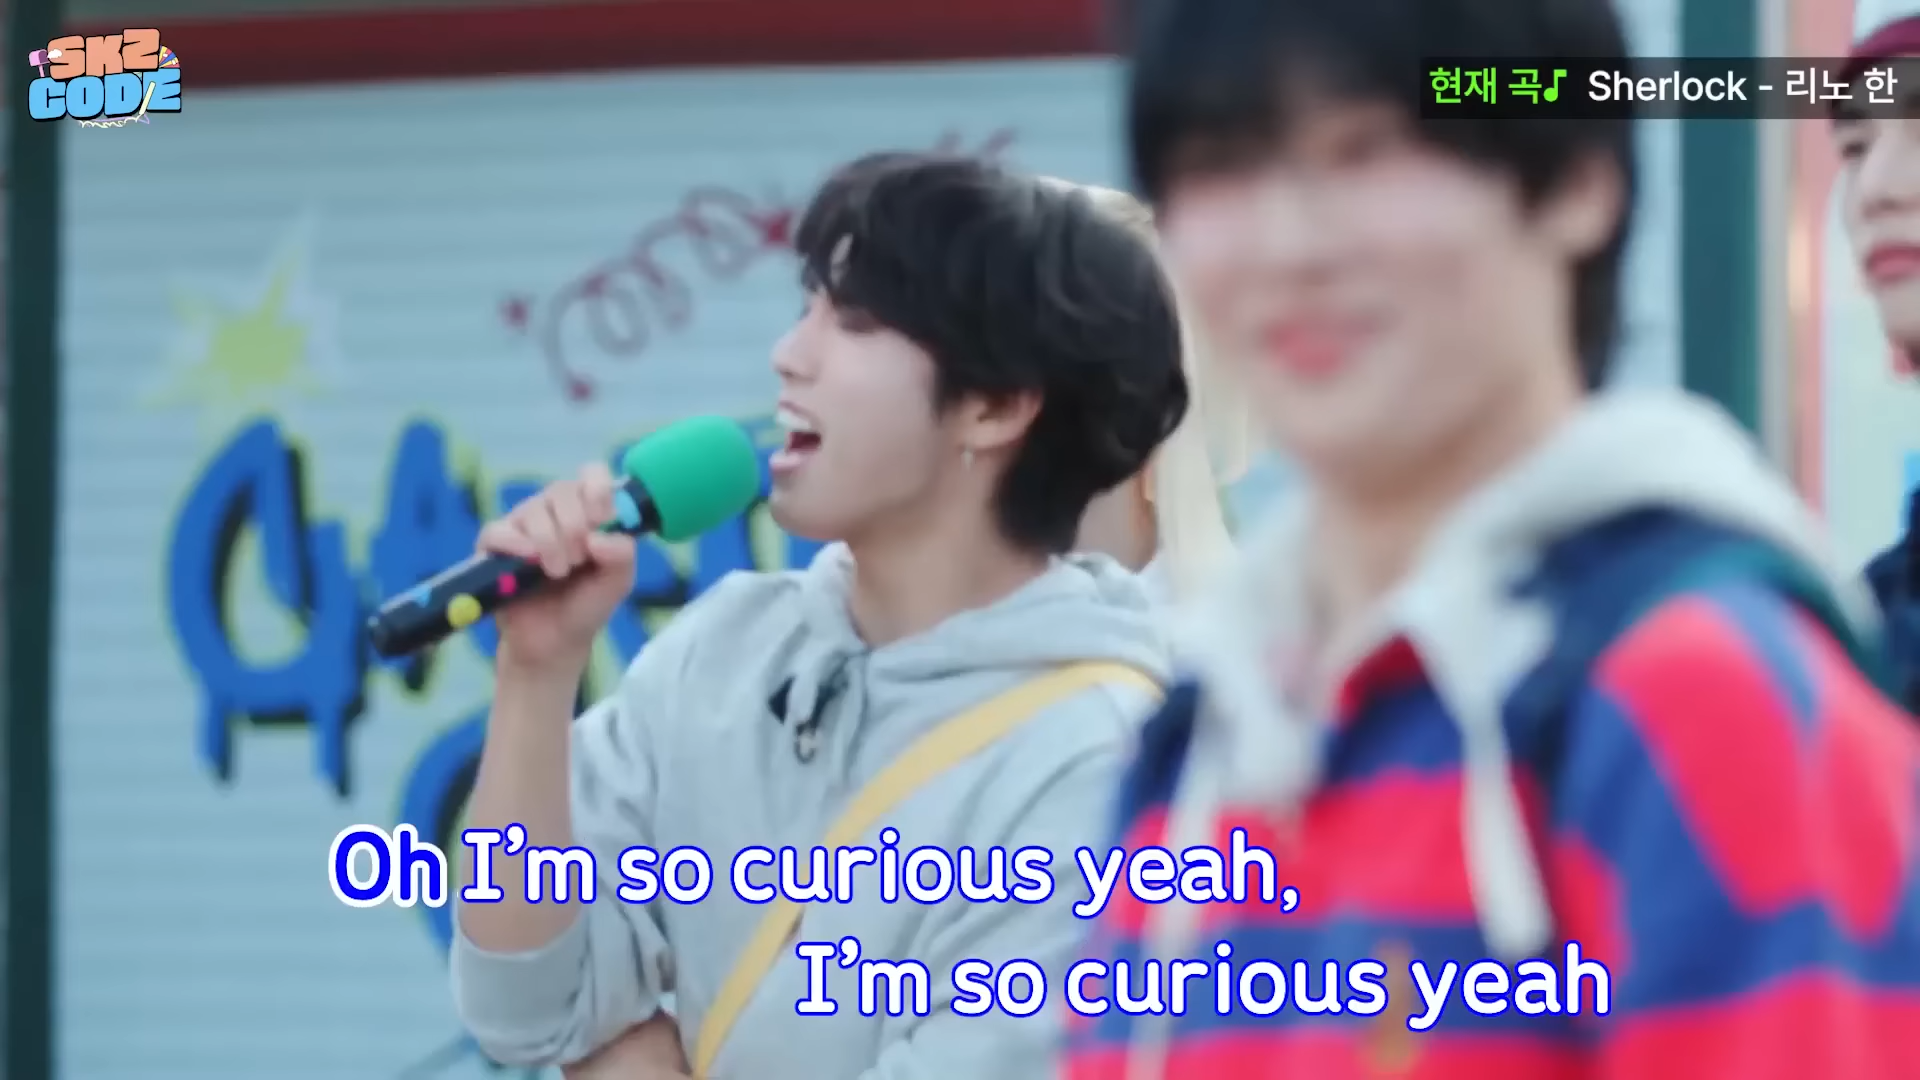 SKZ
CODE
현재 곡♪ Sherlock - 리노 한
Oh I'm so curious yeah,
I'm so curious yeah